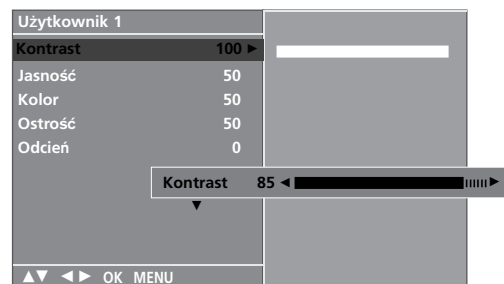 Użytkownik 1
Kontrast 100 ►
Jasność 50
Kolor 50
Ostrość 50
Odcień 0
Kontrast 85 ◄ ►
▼
▲▼ ◄► OK MENU